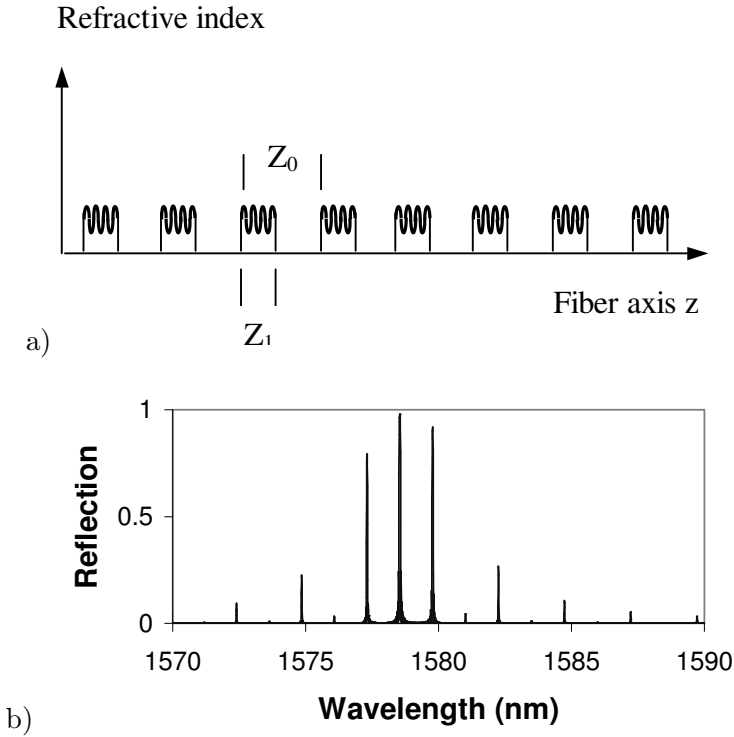 Refractive index
Z₀
Fiber axis z
Z₁
a)
1
0.5
0
Reflection
1570 1575 1580 1585 1590
Wavelength (nm)
b)